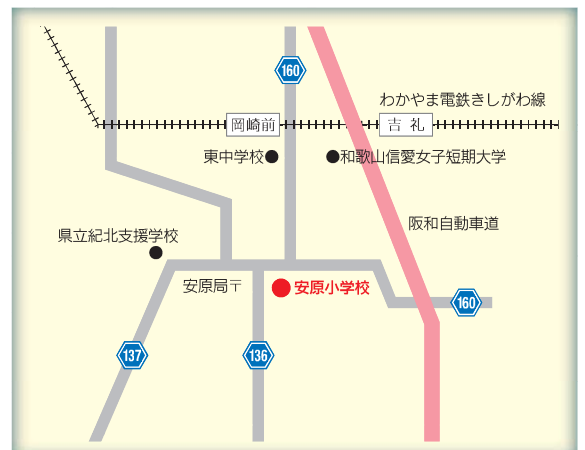 160
わかやま電鉄きしがわ線
岡崎前
吉礼
東中学校
和歌山信愛女子短期大学
阪和自動車道
県立紀北支援学校
安原局〒
安原小学校
160
137
136